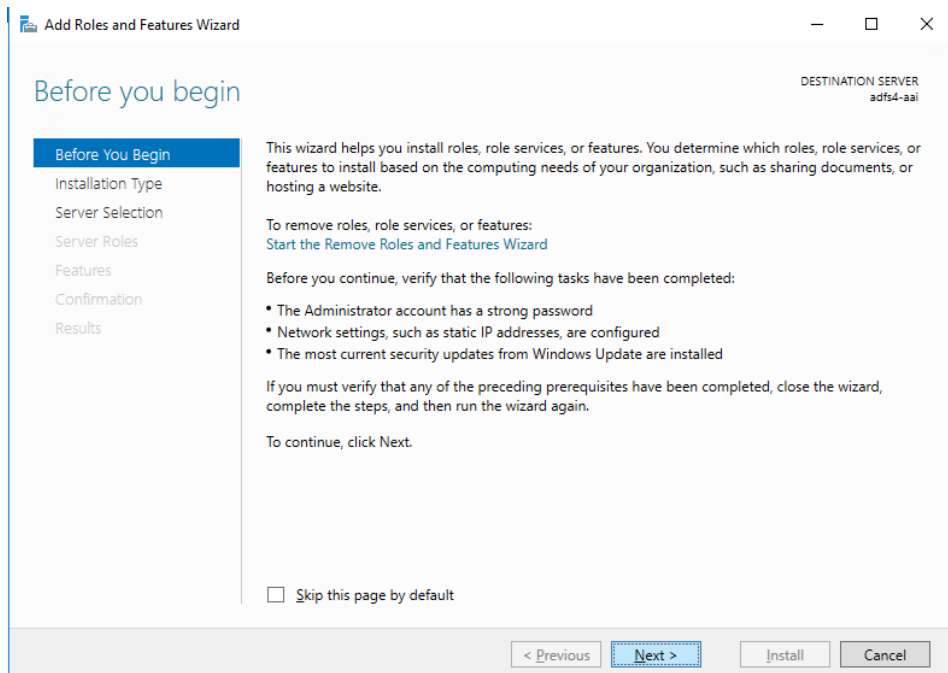 Add Roles and Features Wizard
Before you begin
DESTINATION SERVER
adfs4-aai
Before You Begin
Installation Type
Server Selection
Server Roles
Features
Confirmation
Results
This wizard helps you install roles, role services, or features. You determine which roles, role services, or
features to install based on the computing needs of your organization, such as sharing documents, or
hosting a website.
To remove roles, role services, or features:
Start the Remove Roles and Features Wizard
Before you continue, verify that the following tasks have been completed:
• The Administrator account has a strong password
• Network settings, such as static IP addresses, are configured
• The most current security updates from Windows Update are installed
If you must verify that any of the preceding prerequisites have been completed, close the wizard,
complete the steps, and then run the wizard again.
To continue, click Next.
Skip this page by default
< Previous
Next >
Install
Cancel